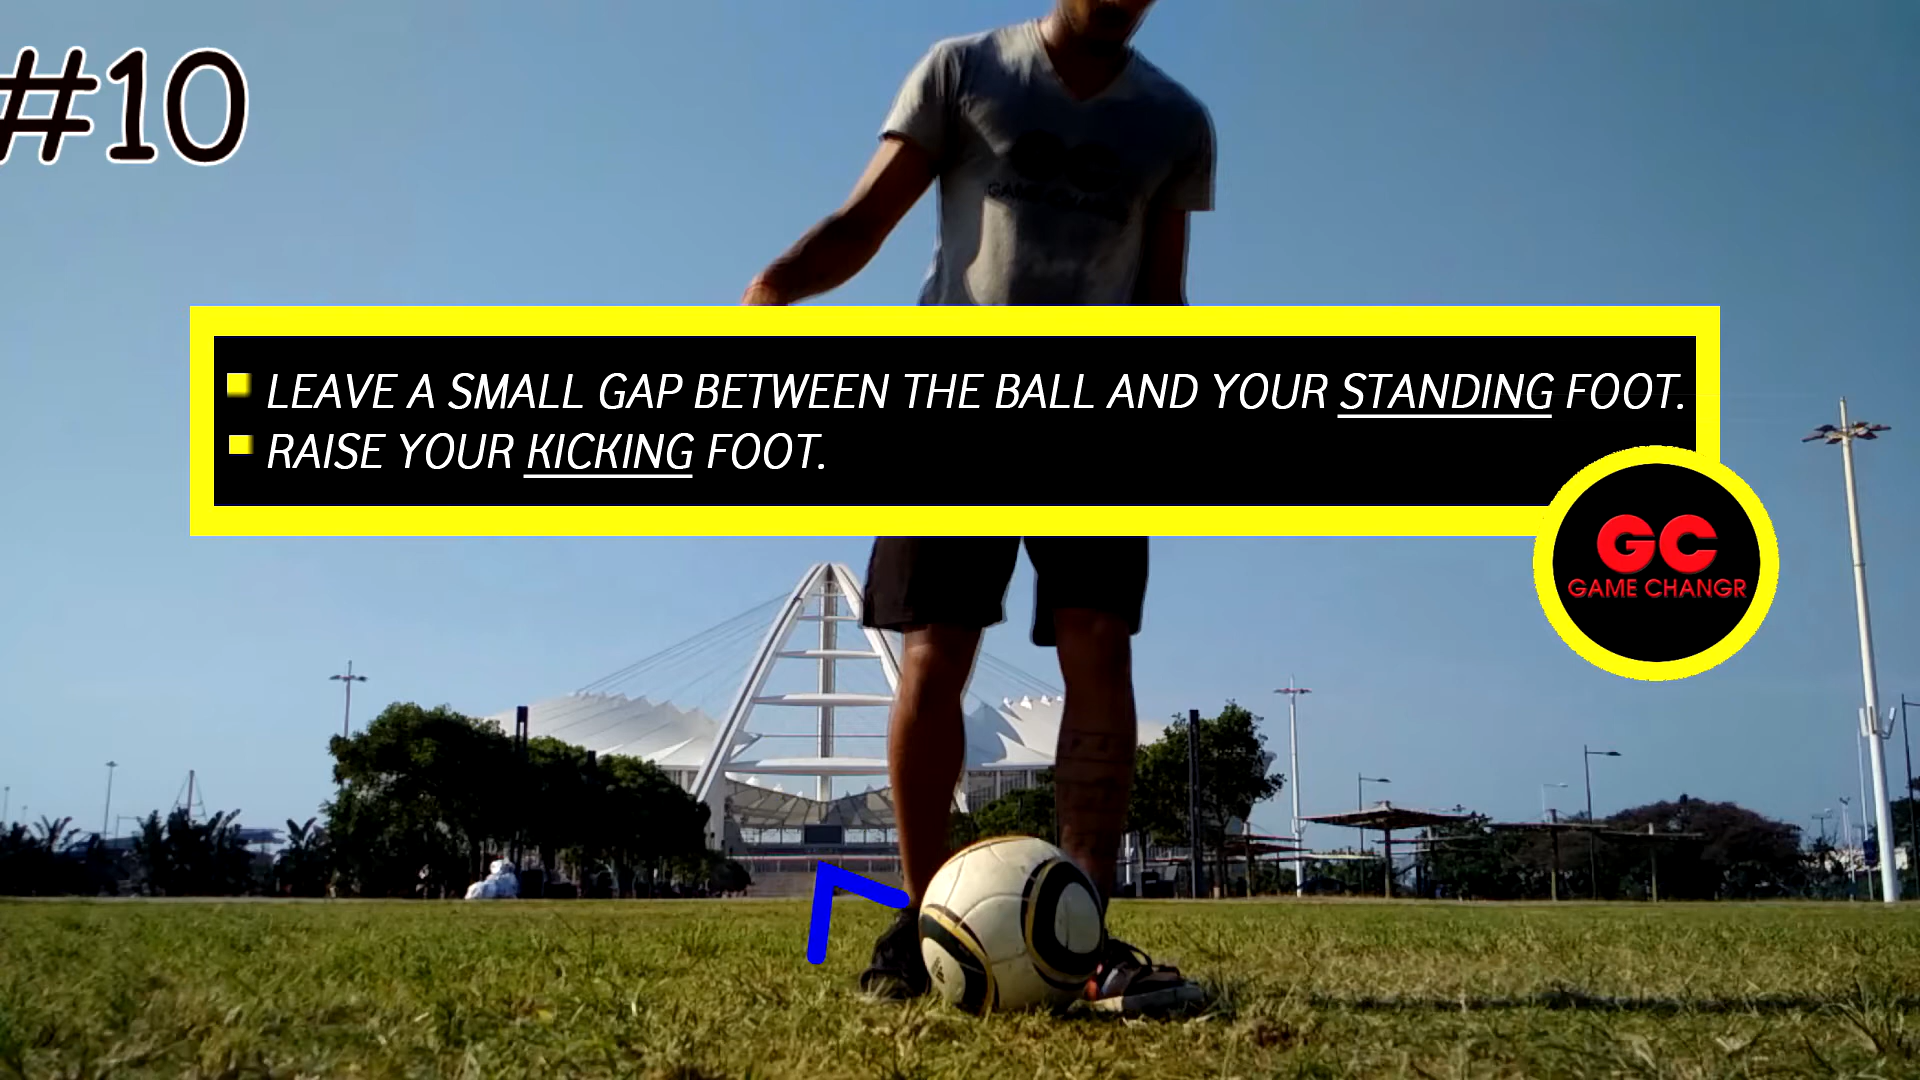 #10
LEAVE A SMALL GAP BETWEEN THE BALL AND YOUR STANDING FOOT.
RAISE YOUR KICKING FOOT.
GC
GAME CHANGR